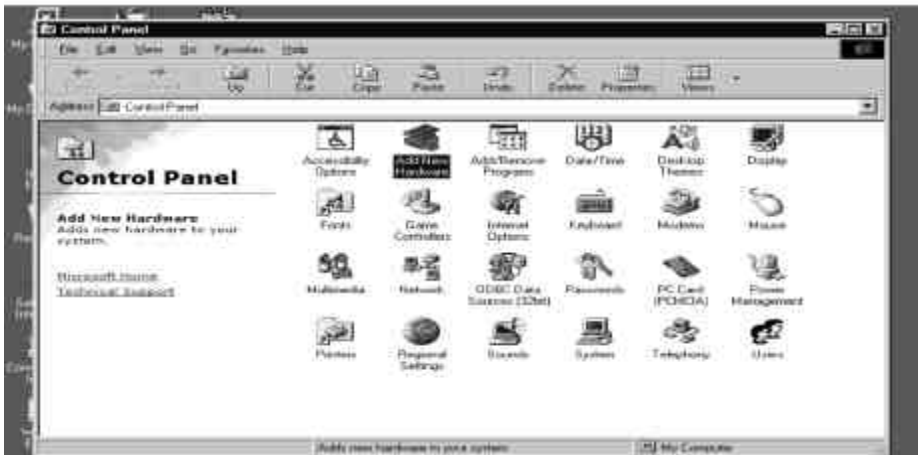 Control Panel
File Edit View Go Favorites Help
Up Cut Copy Paste Undo Delete Properties Views
Address Control Panel
Control Panel
Add New Hardware
Adds new hardware to your
system.
Microsoft Home
Technical Support
Accessibility
Options
Add New
Hardware
Add/Remove
Programs
Date/Time
Desktop
Themes
Display
Fonts
Game
Controllers
Internet
Options
Keyboard
Modems
Mouse
Multimedia
Network
ODBC Data
Sources (32bit)
Passwords
PC Card
(PCMCIA)
Power
Management
Printers
Regional
Settings
Sounds
System
Telephony
Users
Adds new hardware to your system
My Computer